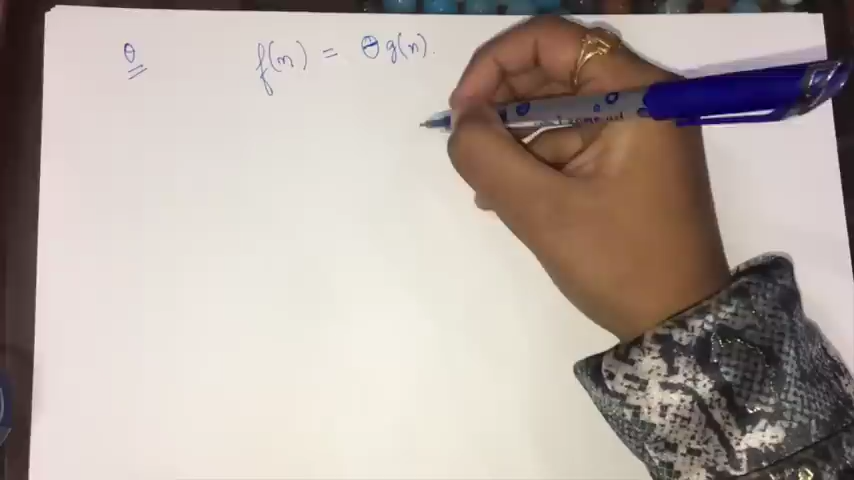 θ f(n) = θ g(n).